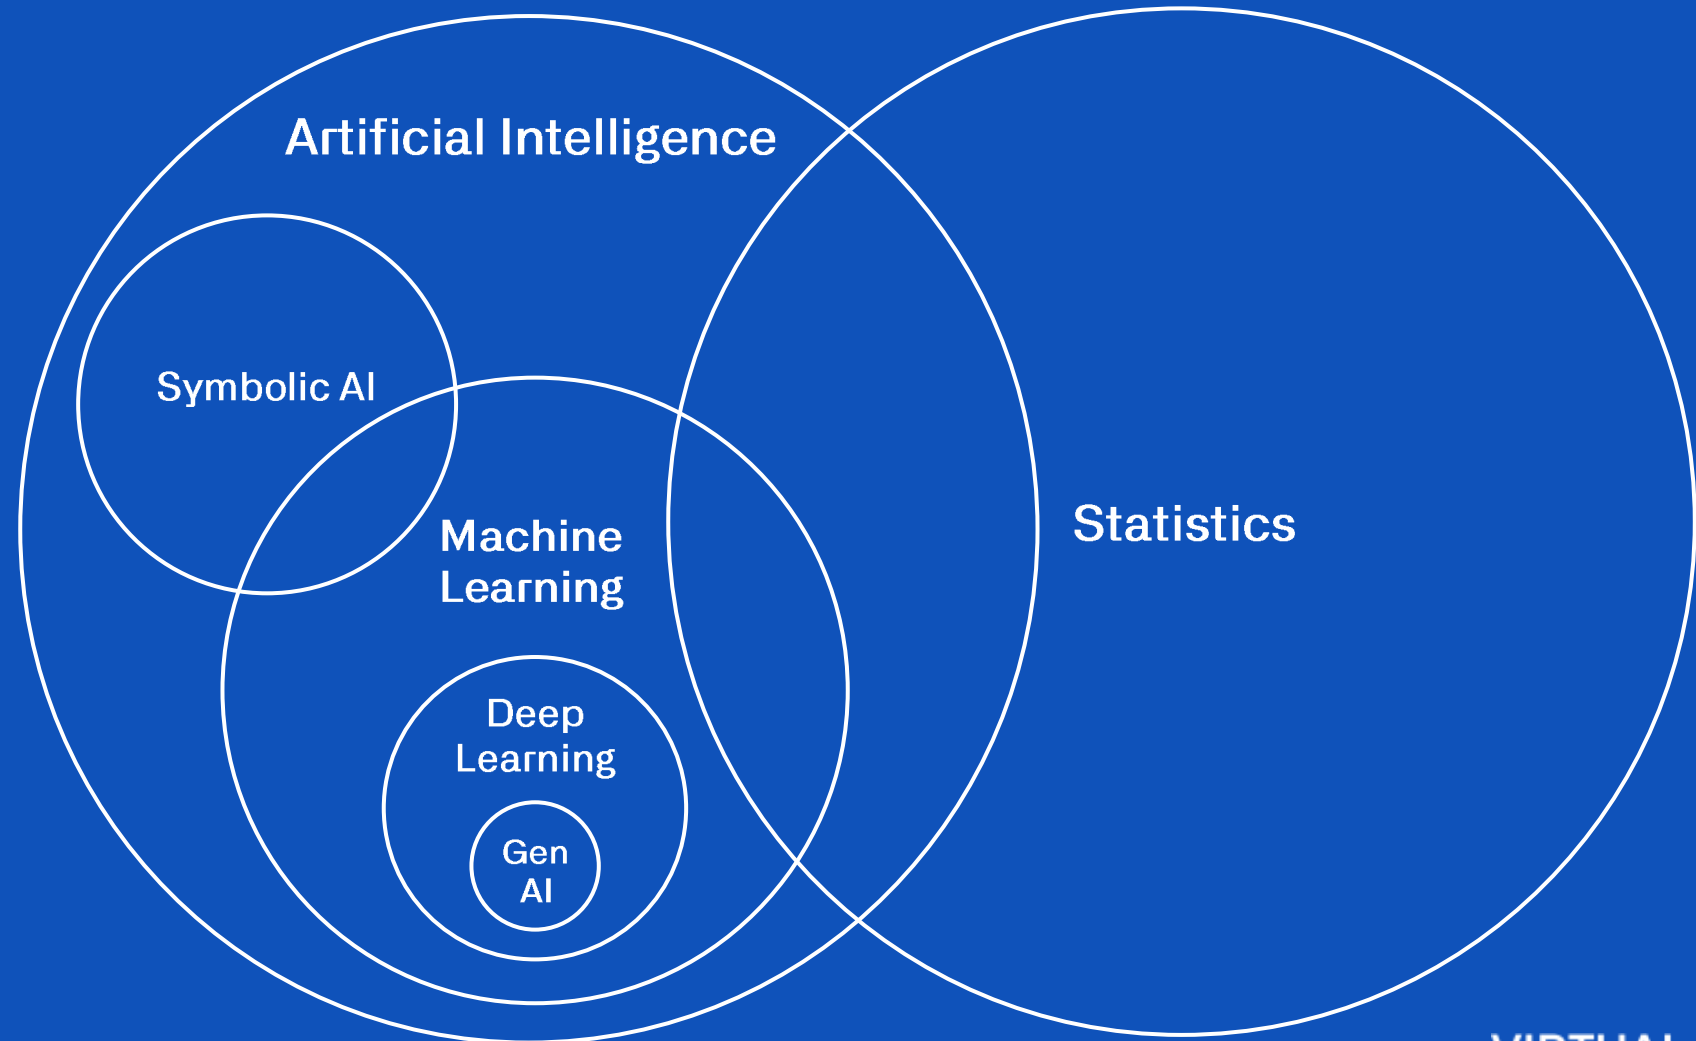 Artificial Intelligence
Symbolic AI
Machine
Learning
Statistics
Deep
Learning
Gen
AI